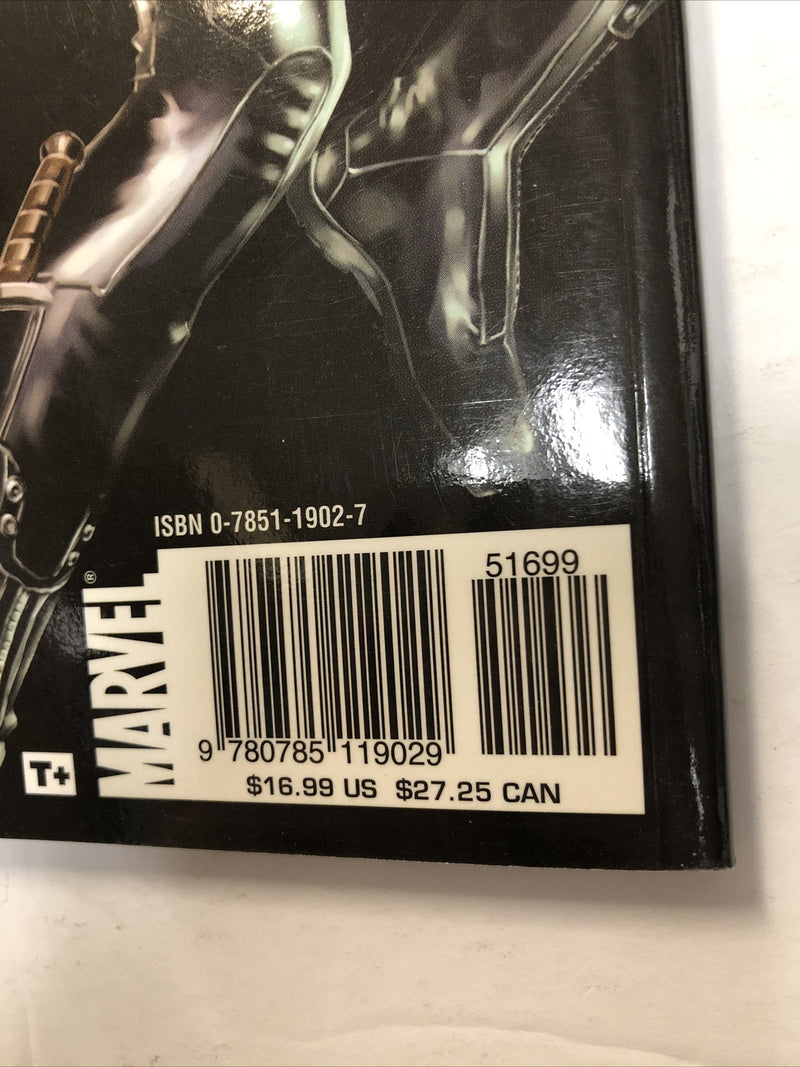 ISBN 0-7851-1902-7
51699
MARVEL®
9 780785 119029
$16.99 US $27.25 CAN
T+